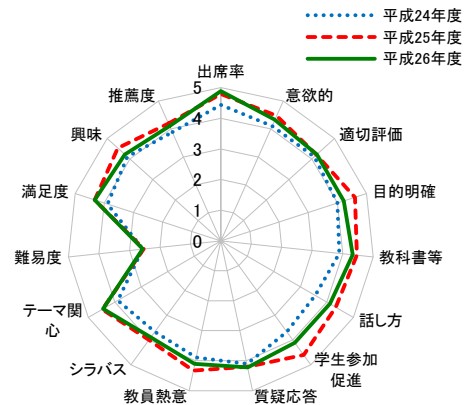 平成24年度
平成25年度
平成26年度
出席率
意欲的
適切評価
目的明確
教科書等
話し方
学生参加
促進
質疑応答
教員熱意
シラバス
テーマ関
心
難易度
満足度
興味
推薦度
5
4
3
2
1
0